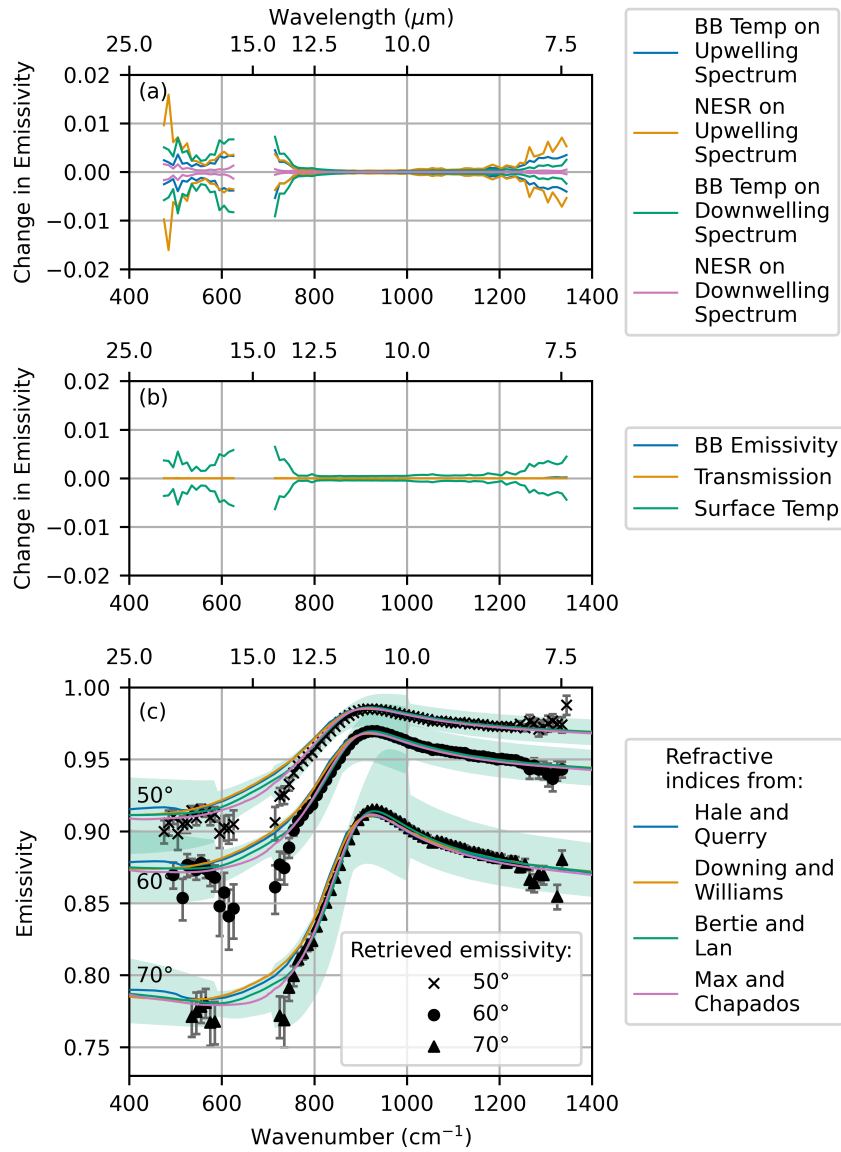 Wavelength (μm)
25.0 15.0 12.5 10.0 7.5
Change in Emissivity
0.02
0.01
0.00
−0.01
−0.02
(a)
400 600 800 1000 1200 1400
BB Temp on
Upwelling
Spectrum
NESR on
Upwelling
Spectrum
BB Temp on
Downwelling
Spectrum
NESR on
Downwelling
Spectrum
25.0 15.0 12.5 10.0 7.5
Change in Emissivity
0.02
0.01
0.00
−0.01
−0.02
(b)
400 600 800 1000 1200 1400
BB Emissivity
Transmission
Surface Temp
25.0 15.0 12.5 10.0 7.5
Emissivity
1.00
0.95
0.90
0.85
0.80
0.75
(c)
50°
60°
70°
Retrieved emissivity:
50°
60°
70°
400 600 800 1000 1200 1400
Wavenumber (cm⁻¹)
Refractive
indices from:
Hale and
Querry
Downing and
Williams
Bertie and
Lan
Max and
Chapados